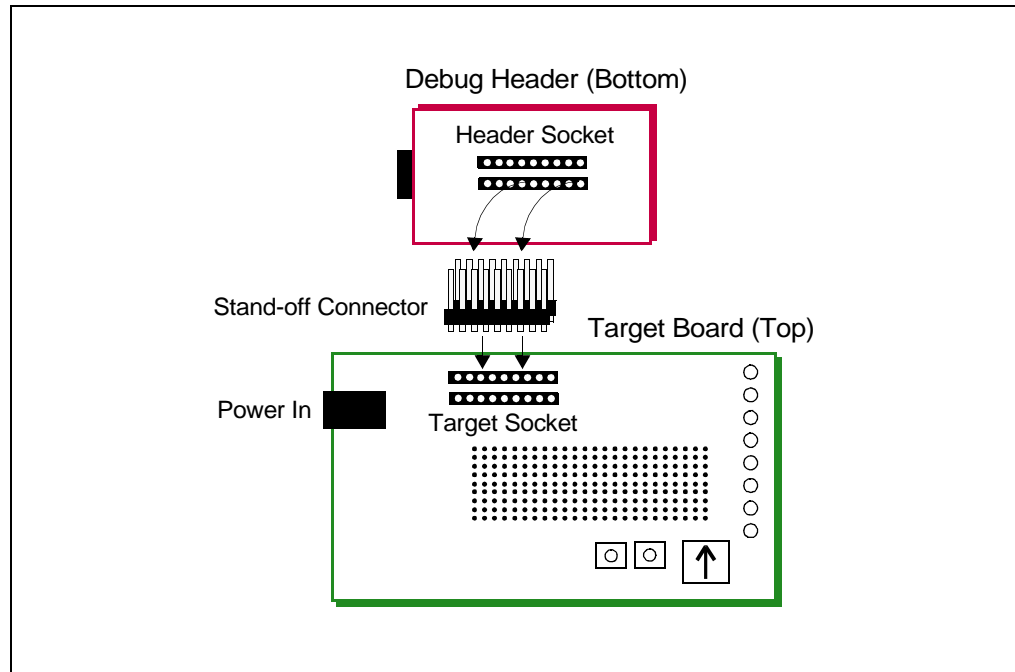 Debug Header (Bottom)
Header Socket
Stand-off Connector
Target Board (Top)
Power In
Target Socket